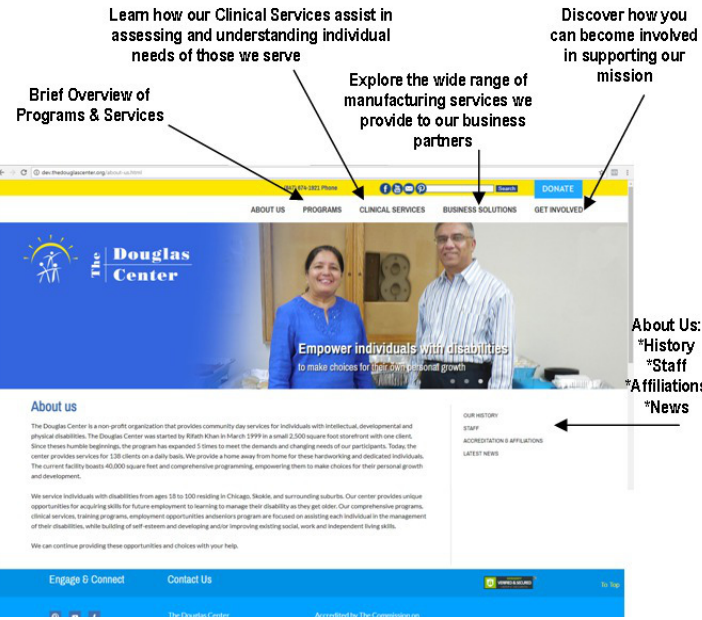 Learn how our Clinical Services assist in
assessing and understanding individual
needs of those we serve
Discover how you
can become involved
in supporting our
mission
Brief Overview of
Programs & Services
Explore the wide range of
manufacturing services we
provide to our business
partners
dev.thedouglascenter.org/about-us.html
(847) 674-1921 Phone
Search
DONATE
ABOUT US PROGRAMS CLINICAL SERVICES BUSINESS SOLUTIONS GET INVOLVED
The Douglas
Center
Empower individuals with disabilities
to make choices for their own personal growth
About Us:
*History
*Staff
*Affiliations
*News
About us
The Douglas Center is a non-profit organization that provides community day services for individuals with intellectual, developmental and
physical disabilities. The Douglas Center was started by Rifath Khan in March 1999 in a small 2,500 square foot storefront with one client.
Since theses humble beginnings, the program has expanded 5 times to meet the demands and changing needs of our participants. Today, the
center provides services for 138 clients on a daily basis. We provide a home away from home for these hardworking and dedicated individuals.
The current facility boasts 40,000 square feet and comprehensive programming, empowering them to make choices for their personal growth
and development.
We service individuals with disabilities from ages 18 to 100 residing in Chicago, Skokie, and surrounding suburbs. Our center provides unique
opportunities for acquiring skills for future employment to learning to manage their disability as they get older. Our comprehensive programs,
clinical services, training programs, employment opportunities andseniors program are focused on assisting each individual in the management
of their disabilities, while building of self-esteem and developing and/or improving existing social, work and independent living skills.
We can continue providing these opportunities and choices with your help.
OUR HISTORY
STAFF
ACCREDITATION & AFFILIATIONS
LATEST NEWS
Engage & Connect Contact Us
VERIFIED & SECURED
To Top
The Douglas Center Accredited by The Commission on